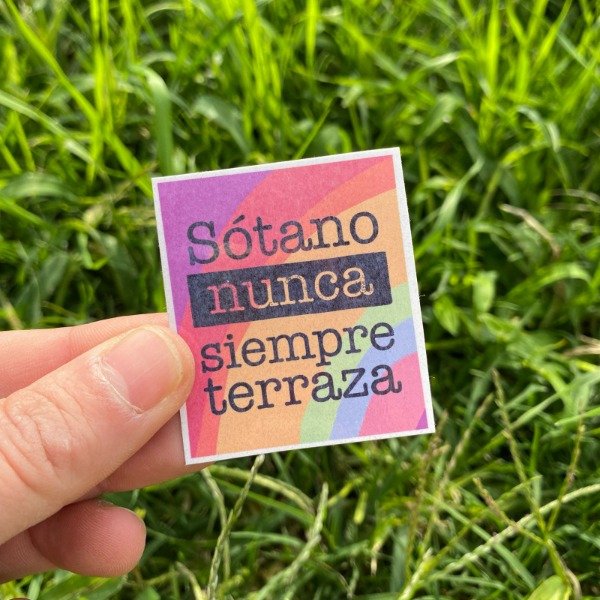 Sótano
nunca
siempre
terraza